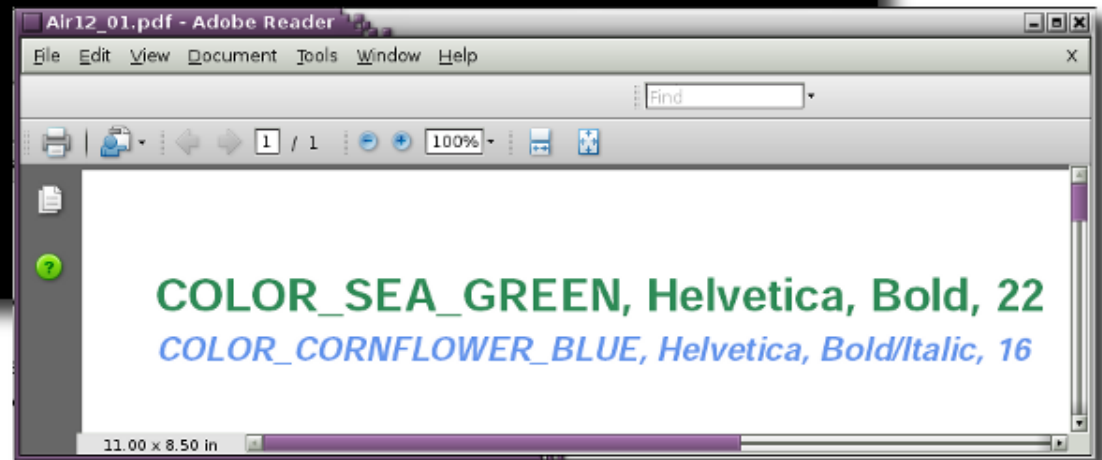 Air12_01.pdf - Adobe Reader
File Edit View Document Tools Window Help X
Find
1 / 1 100%
?
COLOR_SEA_GREEN, Helvetica, Bold, 22
COLOR_CORNFLOWER_BLUE, Helvetica, Bold/Italic, 16
11.00 x 8.50 in